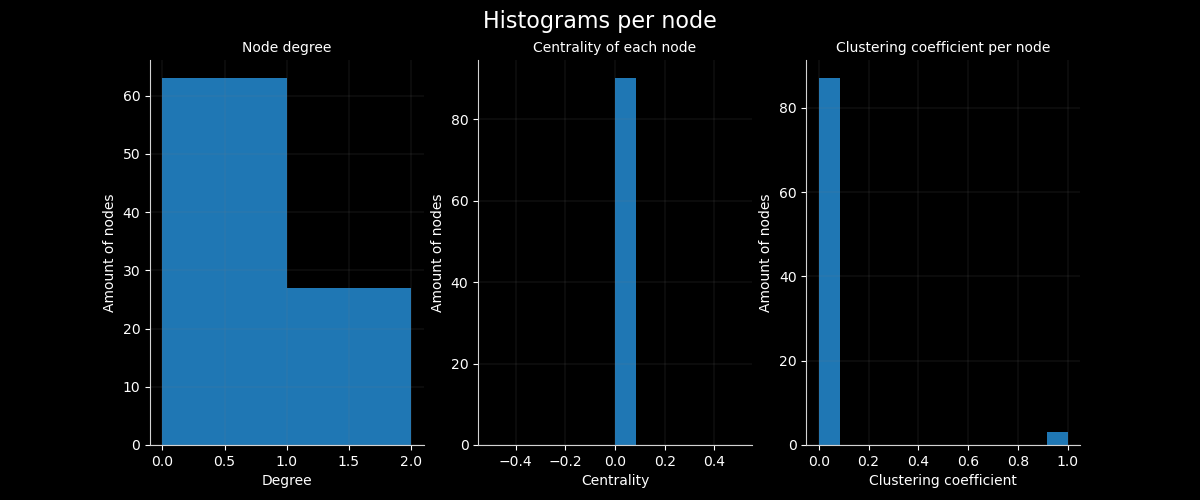 Histograms per node
Node degree
Amount of nodes
0
10
20
30
40
50
60
0.0 0.5 1.0 1.5 2.0
Degree
Centrality of each node
Amount of nodes
0
20
40
60
80
−0.4 −0.2 0.0 0.2 0.4
Centrality
Clustering coefficient per node
Amount of nodes
0
20
40
60
80
0.0 0.2 0.4 0.6 0.8 1.0
Clustering coefficient